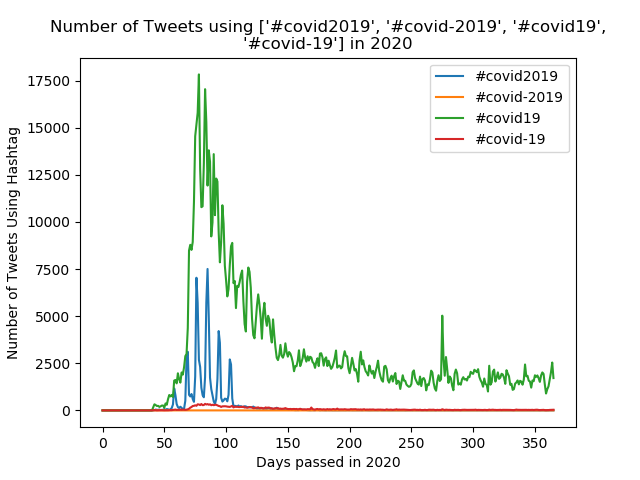 Number of Tweets using ['#covid2019', '#covid-2019', '#covid19',
'#covid-19'] in 2020
#covid2019
#covid-2019
#covid19
#covid-19
Number of Tweets Using Hashtag
17500
15000
12500
10000
7500
5000
2500
0
0 50 100 150 200 250 300 350
Days passed in 2020